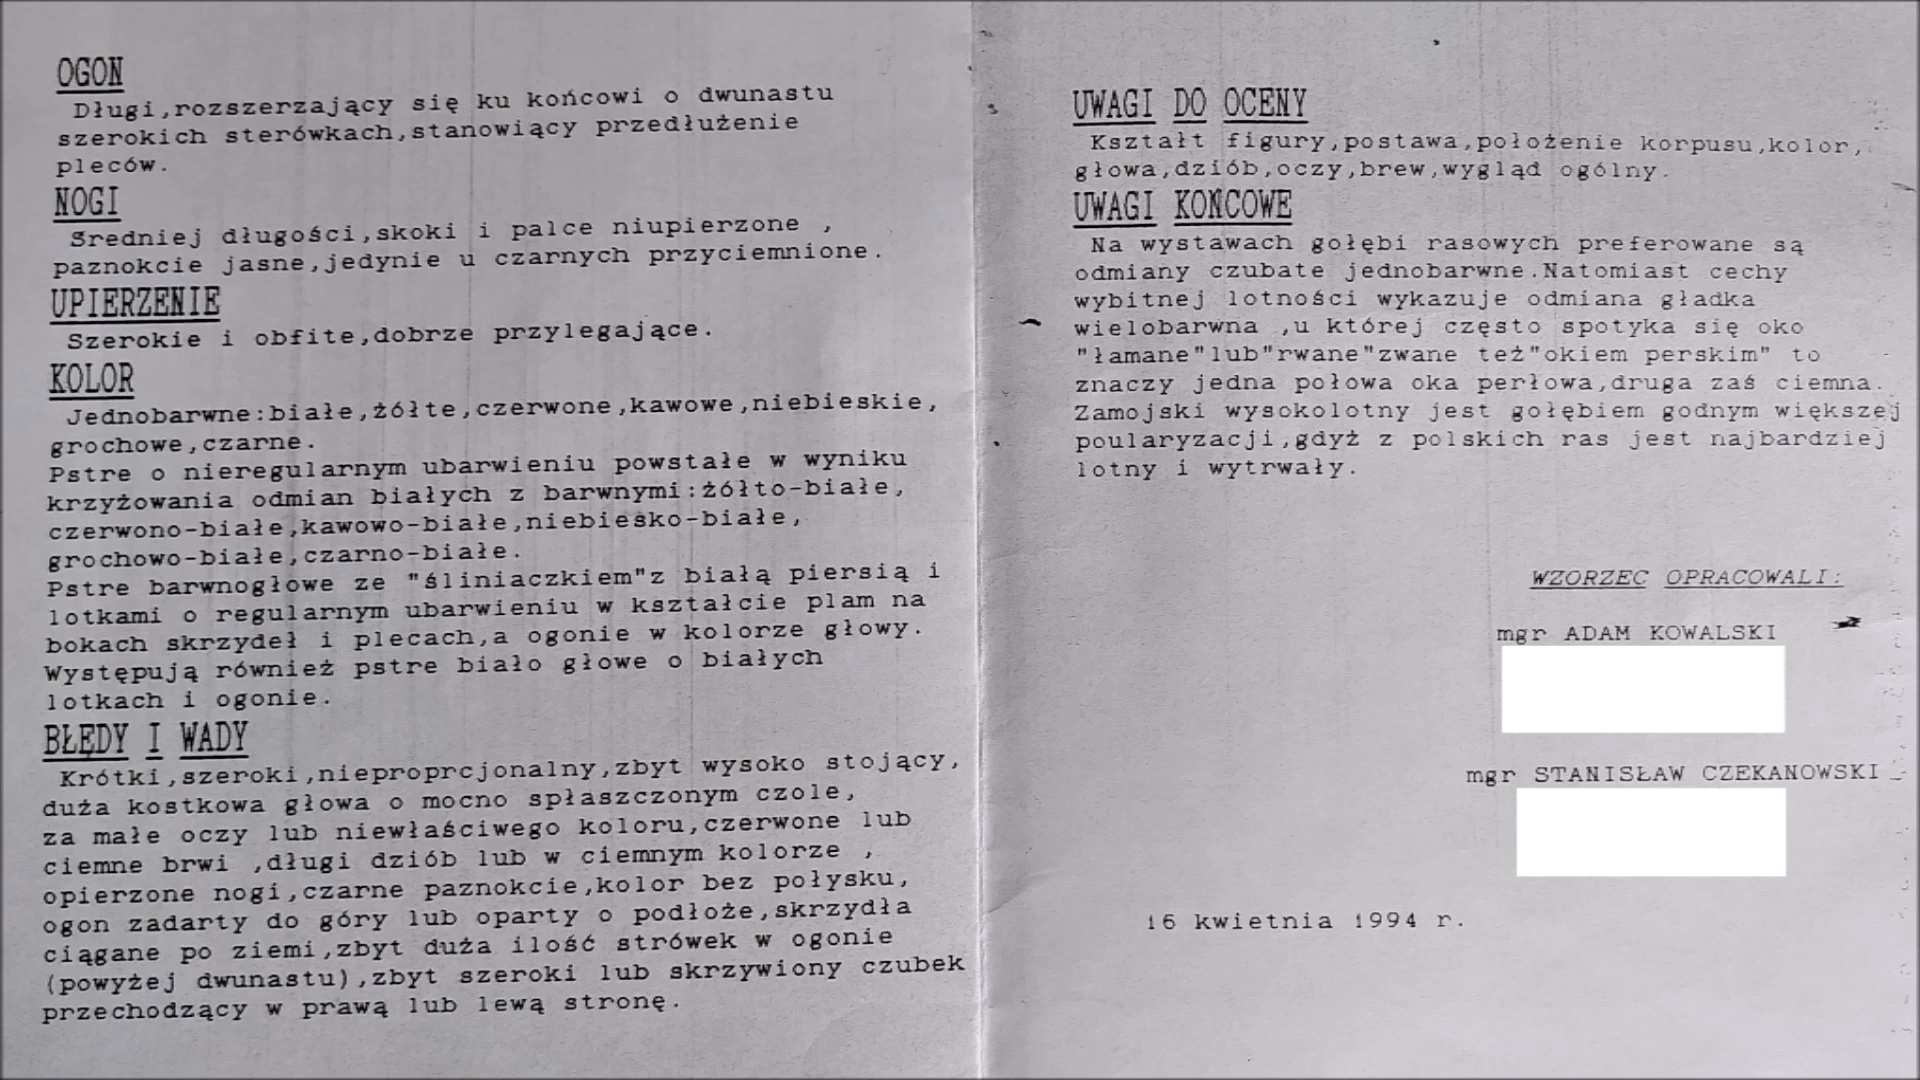 OGON
Długi,rozszerzający się ku końcowi o dwunastu
szerokich sterówkach,stanowiący przedłużenie
pleców.
NOGI
Sredniej długości,skoki i palce niupierzone ,
paznokcie jasne,jedynie u czarnych przyciemnione.
UPIERZENIE
Szerokie i obfite,dobrze przylegające.
KOLOR
Jednobarwne:białe,żółte,czerwone,kawowe,niebieskie,
grochowe,czarne.
Pstre o nieregularnym ubarwieniu powstałe w wyniku
krzyżowania odmian białych z barwnymi:żółto-białe,
czerwono-białe,kawowo-białe,niebiesko-białe,
grochowo-białe,czarno-białe.
Pstre barwnogłowe ze "śliniaczkiem"z białą piersią i
lotkami o regularnym ubarwieniu w kształcie plam na
bokach skrzydeł i plecach,a ogonie w kolorze głowy.
Występują również pstre biało głowe o białych
lotkach i ogonie.
BŁĘDY I WADY
Krótki,szeroki,nieproprcjonalny,zbyt wysoko stojący,
duża kostkowa głowa o mocno spłaszczonym czole,
za małe oczy lub niewłaściwego koloru,czerwone lub
ciemne brwi ,długi dziób lub w ciemnym kolorze ,
opierzone nogi,czarne paznokcie,kolor bez połysku,
ogon zadarty do góry lub oparty o podłoże,skrzydła
ciągane po ziemi,zbyt duża ilość strówek w ogonie
(powyżej dwunastu),zbyt szeroki lub skrzywiony czubek
przechodzący w prawą lub lewą stronę.
UWAGI DO OCENY
Kształt figury,postawa,położenie korpusu,kolor,
głowa,dziób,oczy,brew,wygląd ogólny.
UWAGI KOŃCOWE
Na wystawach gołębi rasowych preferowane są
odmiany czubate jednobarwne.Natomiast cechy
wybitnej lotności wykazuje odmiana gładka
wielobarwna ,u której często spotyka się oko
"łamane"lub"rwane"zwane też"okiem perskim" to
znaczy jedna połowa oka perłowa,druga zaś ciemna.
Zamojski wysokolotny jest gołębiem godnym większej
poularyzacji,gdyż z polskich ras jest najbardziej
lotny i wytrwały.
WZORZEC OPRACOWALI:
mgr ADAM KOWALSKI
mgr STANISŁAW CZEKANOWSKI
16 kwietnia 1994 r.